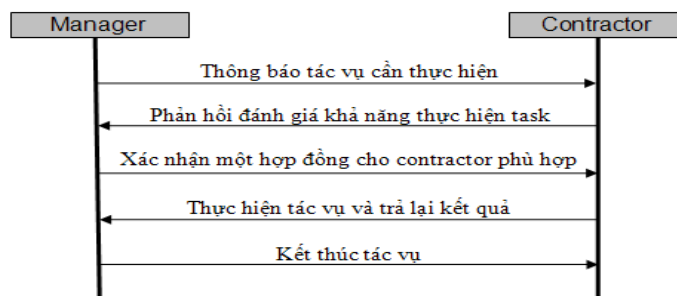 Manager
Contractor
Thông báo tác vụ cần thực hiện
Phản hồi đánh giá khả năng thực hiện task
Xác nhận một hợp đồng cho contractor phù hợp
Thực hiện tác vụ và trả lại kết quả
Kết thúc tác vụ